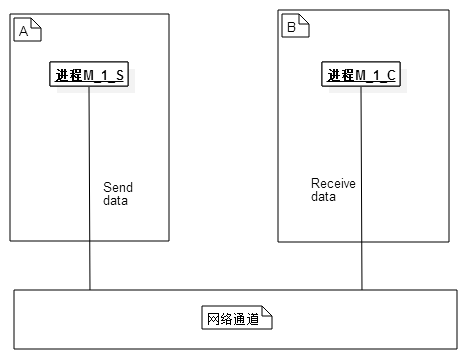 A
B
进程M_1_S
进程M_1_C
Send
data
Receive
data
网络通道